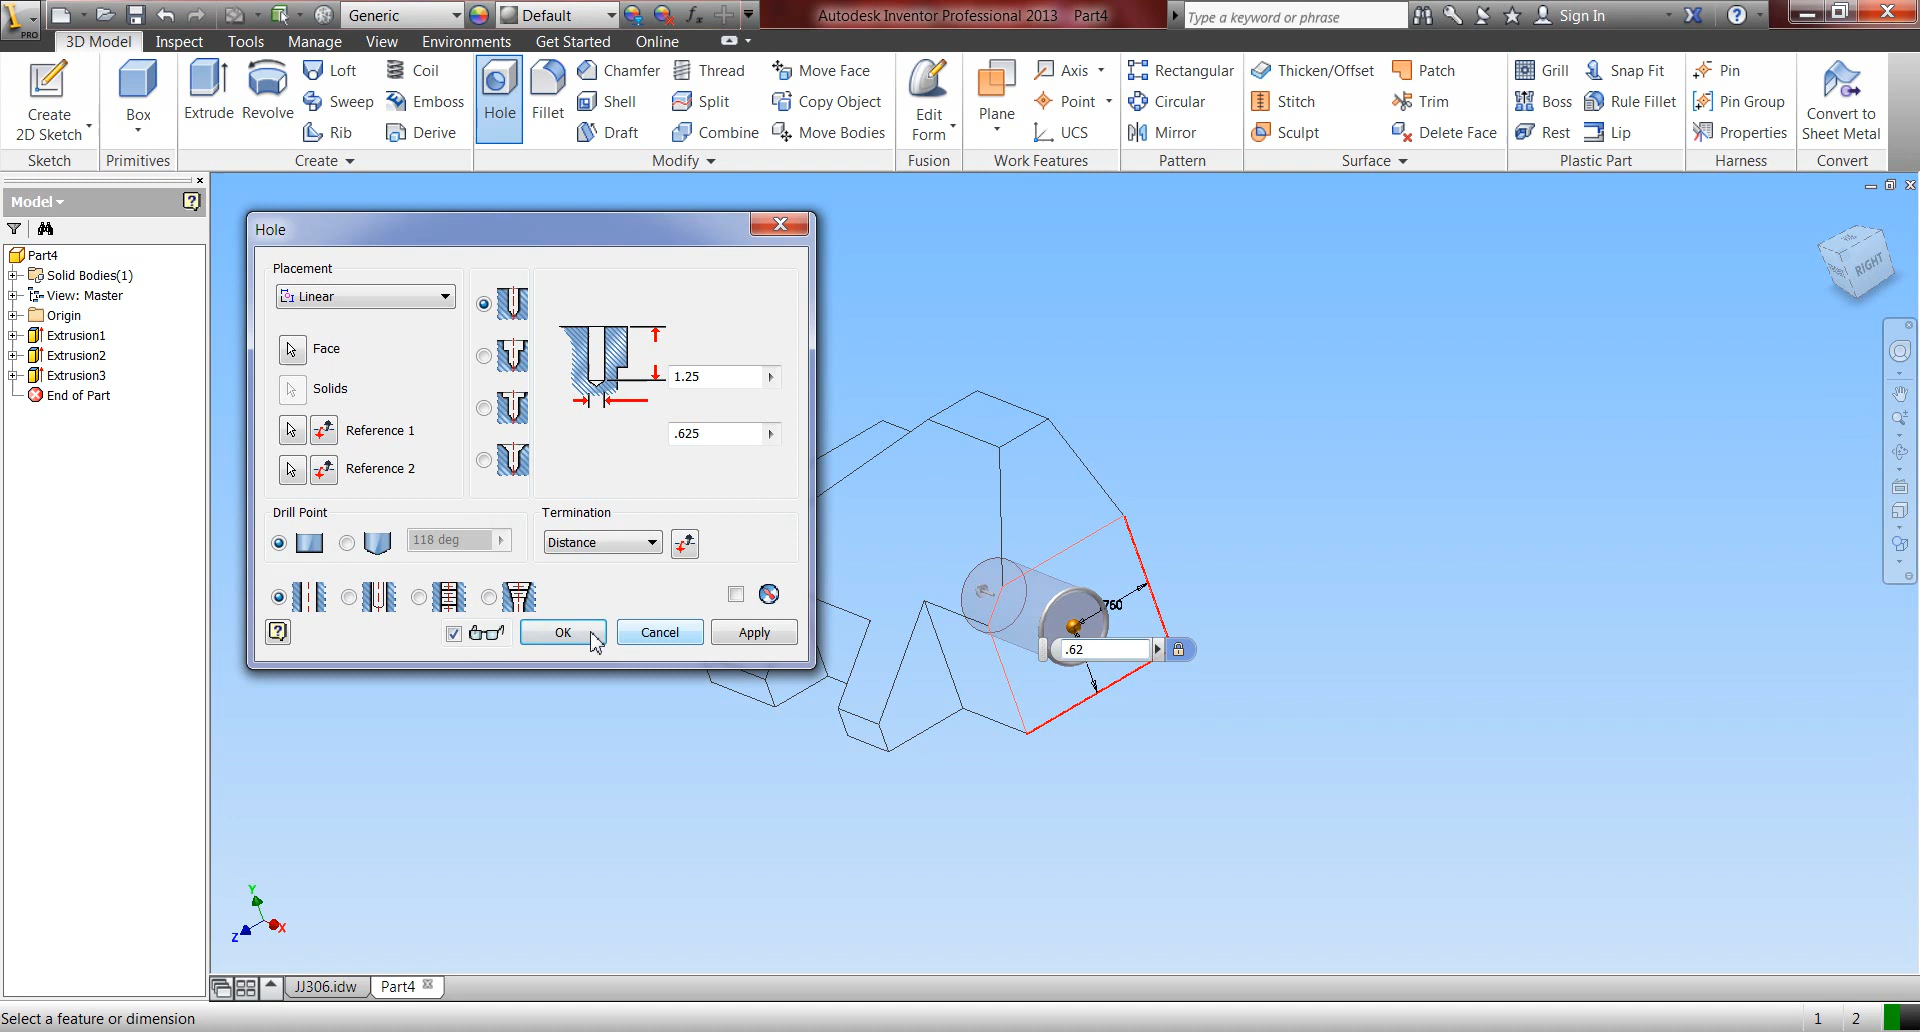 PRO
Generic
Default
Autodesk Inventor Professional 2013 Part4
Type a keyword or phrase
Sign In
3D Model
Inspect
Tools
Manage
View
Environments
Get Started
Online
Create 2D Sketch
Box
Extrude
Revolve
Loft
Coil
Sweep
Emboss
Rib
Derive
Hole
Fillet
Chamfer
Thread
Move Face
Shell
Split
Copy Object
Draft
Combine
Move Bodies
Edit Form
Plane
Axis
Point
UCS
Rectangular
Circular
Mirror
Thicken/Offset
Patch
Stitch
Trim
Sculpt
Delete Face
Grill
Snap Fit
Boss
Rule Fillet
Rest
Lip
Pin
Pin Group
Properties
Convert to Sheet Metal
Sketch
Primitives
Create
Modify
Fusion
Work Features
Pattern
Surface
Plastic Part
Harness
Convert
Model
Part4
Solid Bodies(1)
View: Master
Origin
Extrusion1
Extrusion2
Extrusion3
End of Part
Hole
Placement
Linear
Face
Solids
Reference 1
Reference 2
1.25
.625
Drill Point
118 deg
Termination
Distance
OK
Cancel
Apply
760
.62
RIGHT
Y
Z
X
JJ306.idw
Part4
Select a feature or dimension
1
2